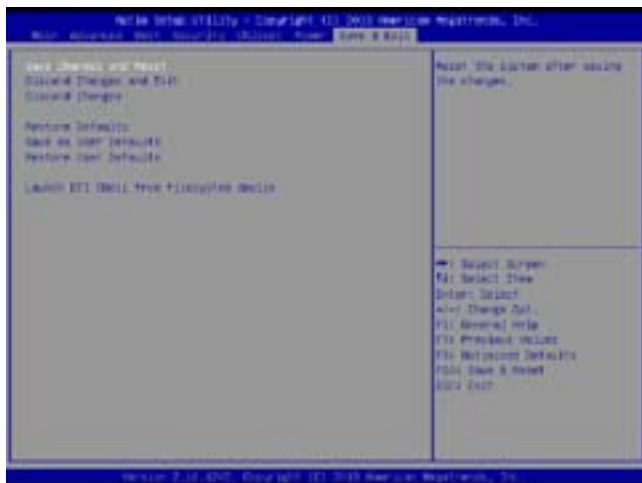 Aptio Setup Utility - Copyright (C) 2013 American Megatrends, Inc.
Main Advanced Boot Security Chipset Power Save & Exit
Save Changes and Reset
Discard Changes and Exit
Discard Changes
Restore Defaults
Save as User Defaults
Restore User Defaults
Launch EFI Shell from filesystem device
Reset the system after saving
the changes.
: Select Screen
: Select Item
Enter: Select
+/-: Change Opt.
F1: General Help
Previous Values
Optimized Defaults
Save & Reset
ESC: Exit
Version Copyright (C) 2013 American Megatrends, Inc.